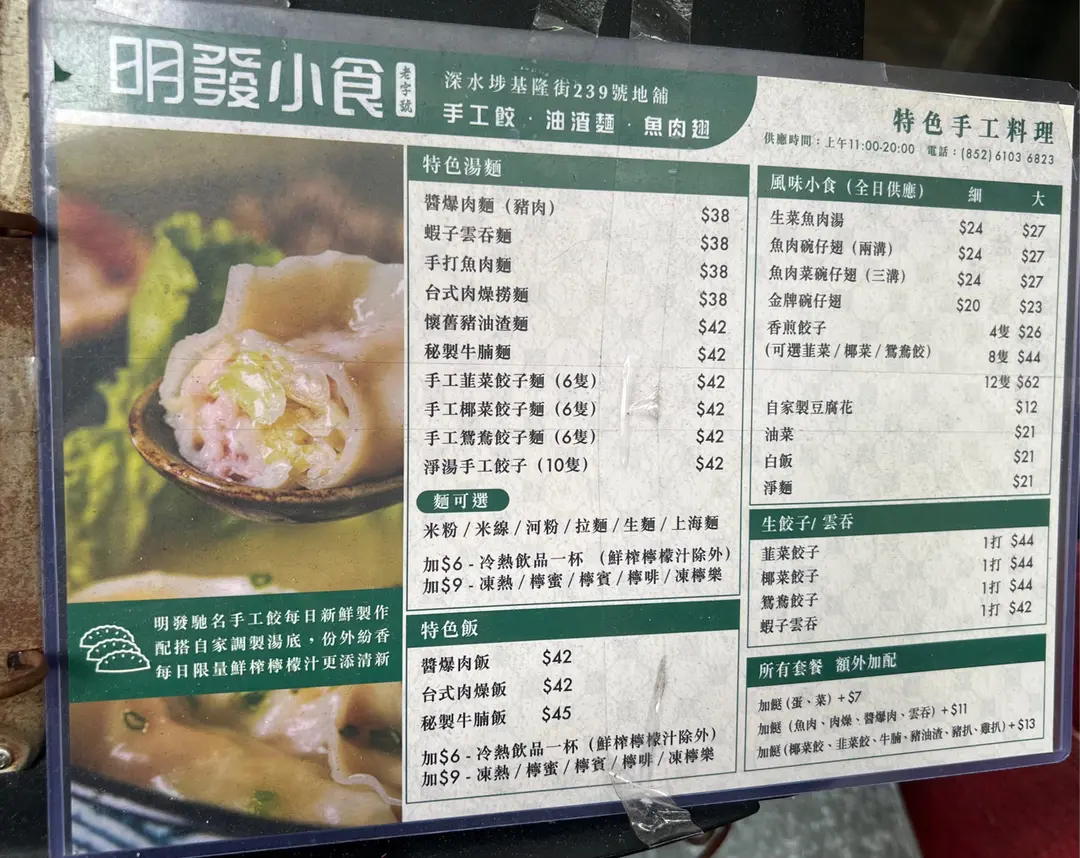 明發小食 老字號
深水埗基隆街239號地舖
手工餃·油渣麵·魚肉翅
特色手工料理
供應時間：上午11:00-20:00 電話：(852) 6103 6823
特色湯麵
醬爆肉麵（豬肉） $38
蝦子雲吞麵 $38
手打魚肉麵 $38
台式肉燥撈麵 $38
懷舊豬油渣麵 $42
秘製牛腩麵 $42
手工韮菜餃子麵（6隻） $42
手工椰菜餃子麵（6隻） $42
手工鴛鴦餃子麵（6隻） $42
淨湯手工餃子（10隻） $42
麵可選
米粉 / 米線 / 河粉 / 拉麵 / 生麵 / 上海麵
加$6 - 冷熱飲品一杯 （鮮榨檸檬汁除外）
加$9 - 凍熱 / 檸蜜 / 檸賓 / 檸啡 / 凍檸樂
特色飯
醬爆肉飯 $42
台式肉燥飯 $42
秘製牛腩飯 $45
加$6 - 冷熱飲品一杯（鮮榨檸檬汁除外）
加$9 - 凍熱 / 檸蜜 / 檸賓 / 檸啡 / 凍檸樂
風味小食（全日供應） 細 大
生菜魚肉湯 $24 $27
魚肉碗仔翅（兩溝） $24 $27
魚肉菜碗仔翅（三溝） $24 $27
金牌碗仔翅 $20 $23
香煎餃子 4隻 $26
(可選韮菜 / 椰菜 / 鴛鴦餃) 8隻 $44
12隻 $62
自家製豆腐花 $12
油菜 $21
白飯 $21
淨麵 $21
生餃子/ 雲吞
韮菜餃子 1打 $44
椰菜餃子 1打 $44
鴛鴦餃子 1打 $44
蝦子雲吞 1打 $42
所有套餐 額外加配
加餸 (蛋、菜) +$7
加餸 (魚肉、肉燥、醬爆肉、雲吞) +$11
加餸 (椰菜餃、韮菜餃、牛腩、豬油渣、豬扒、雞扒) +$13
明發馳名手工餃每日新鮮製作
配搭自家調製湯底，份外紛香
每日限量鮮榨檸檬汁更添清新